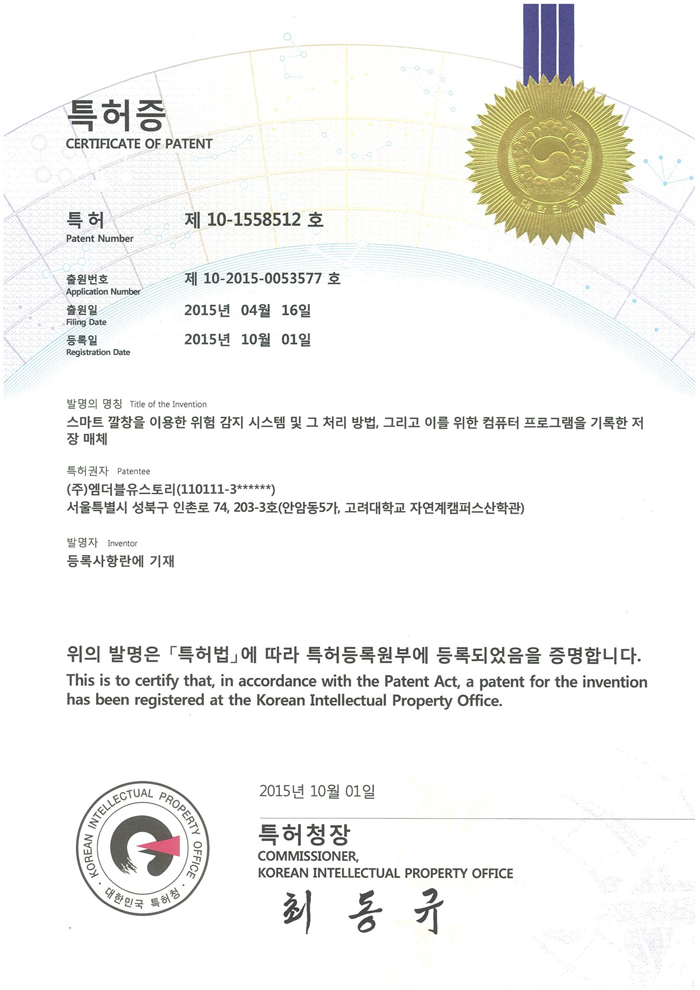 특허증
CERTIFICATE OF PATENT
대한민국
특허 제 10-1558512 호
Patent Number
출원번호 제 10-2015-0053577 호
Application Number
출원일 2015년 04월 16일
Filing Date
등록일 2015년 10월 01일
Registration Date
발명의 명칭 Title of the Invention
스마트 깔창을 이용한 위험 감지 시스템 및 그 처리 방법, 그리고 이를 위한 컴퓨터 프로그램을 기록한 저
장 매체
특허권자 Patentee
(주)엠더블유스토리(110111-3******)
서울특별시 성북구 인촌로 74, 203-3호(안암동5가, 고려대학교 자연계캠퍼스산학관)
발명자 Inventor
등록사항란에 기재
위의 발명은 「특허법」에 따라 특허등록원부에 등록되었음을 증명합니다.
This is to certify that, in accordance with the Patent Act, a patent for the invention
has been registered at the Korean Intellectual Property Office.
2015년 10월 01일
특허청장
COMMISSIONER,
KOREAN INTELLECTUAL PROPERTY OFFICE
최동규
KOREAN INTELLECTUAL PROPERTY OFFICE
· 대한민국 특허청 ·